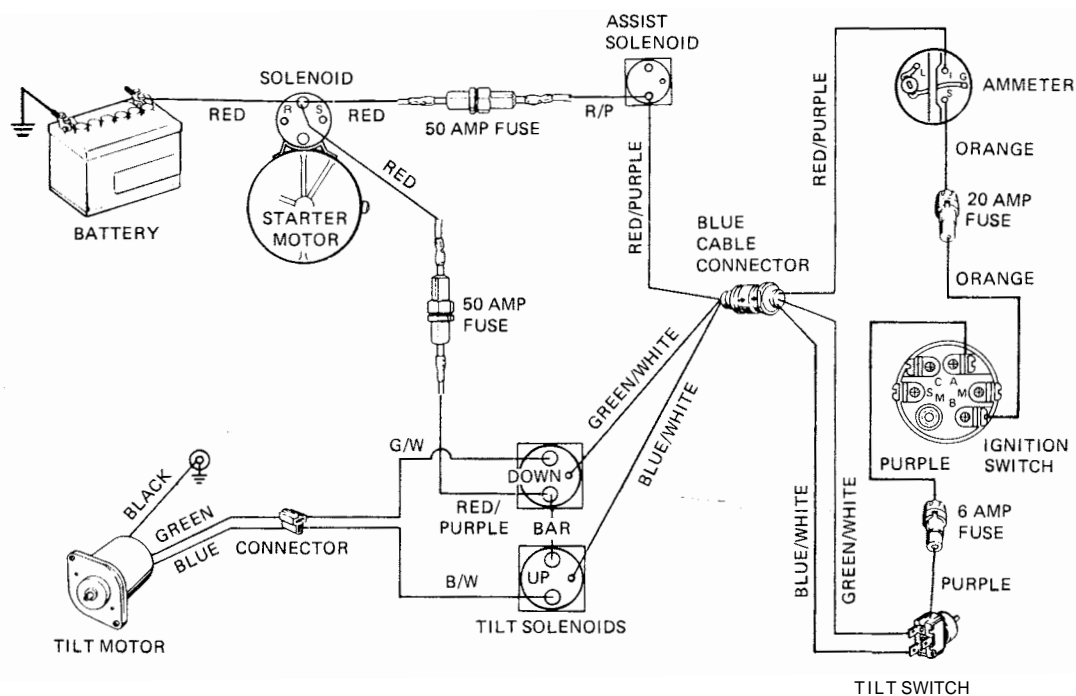 ASSIST
SOLENOID
SOLENOID
R S
RED
RED
50 AMP FUSE
R/P
RED/PURPLE
L I G
S
AMMETER
ORANGE
20 AMP
FUSE
ORANGE
BATTERY
STARTER
MOTOR
RED
50 AMP
FUSE
RED/PURPLE
BLUE
CABLE
CONNECTOR
GREEN/WHITE
BLUE/WHITE
C A
S M M
B
IGNITION
SWITCH
PURPLE
6 AMP
FUSE
PURPLE
BLUE/WHITE
GREEN/WHITE
G/W
DOWN
RED/
PURPLE
BAR
BLACK
GREEN
BLUE
CONNECTOR
B/W
UP
TILT SOLENOIDS
TILT MOTOR
TILT SWITCH